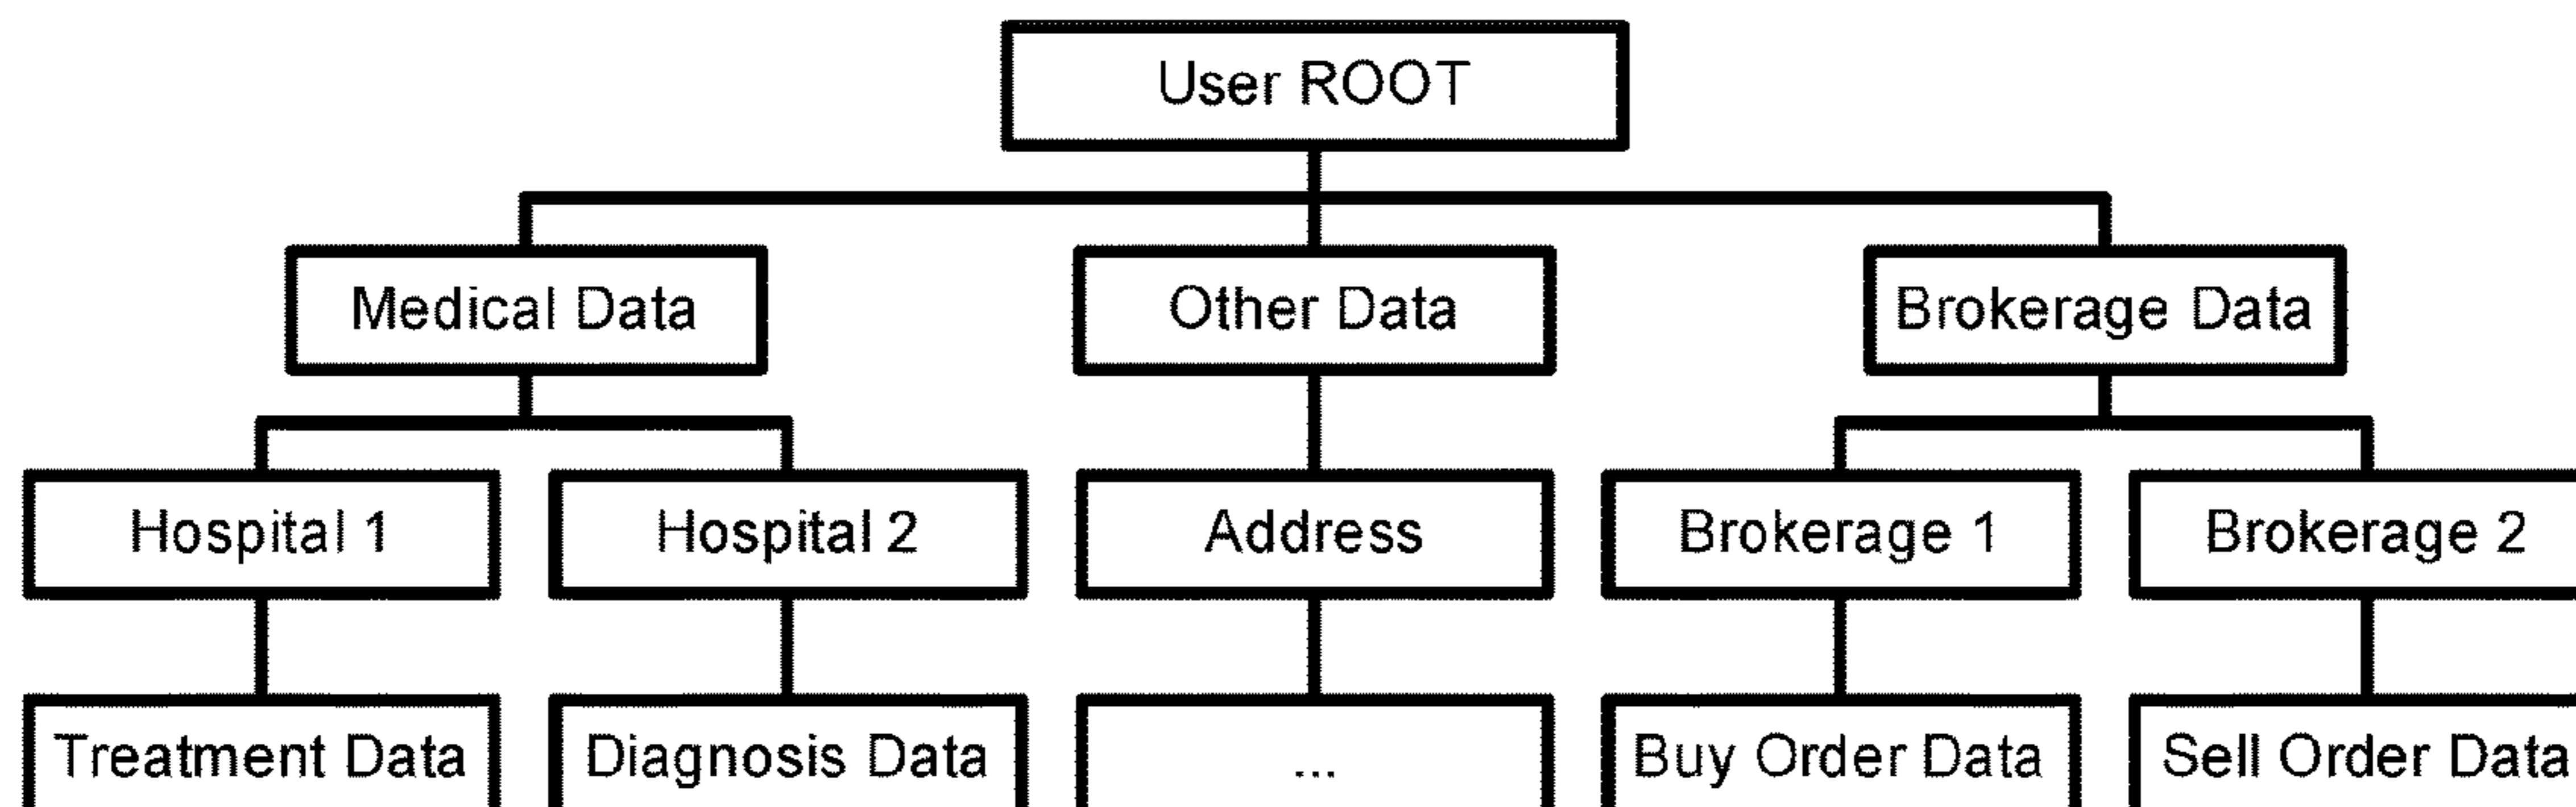 User ROOT
Medical Data
Other Data
Brokerage Data
Hospital 1
Hospital 2
Address
Brokerage 1
Brokerage 2
Treatment Data
Diagnosis Data
...
Buy Order Data
Sell Order Data